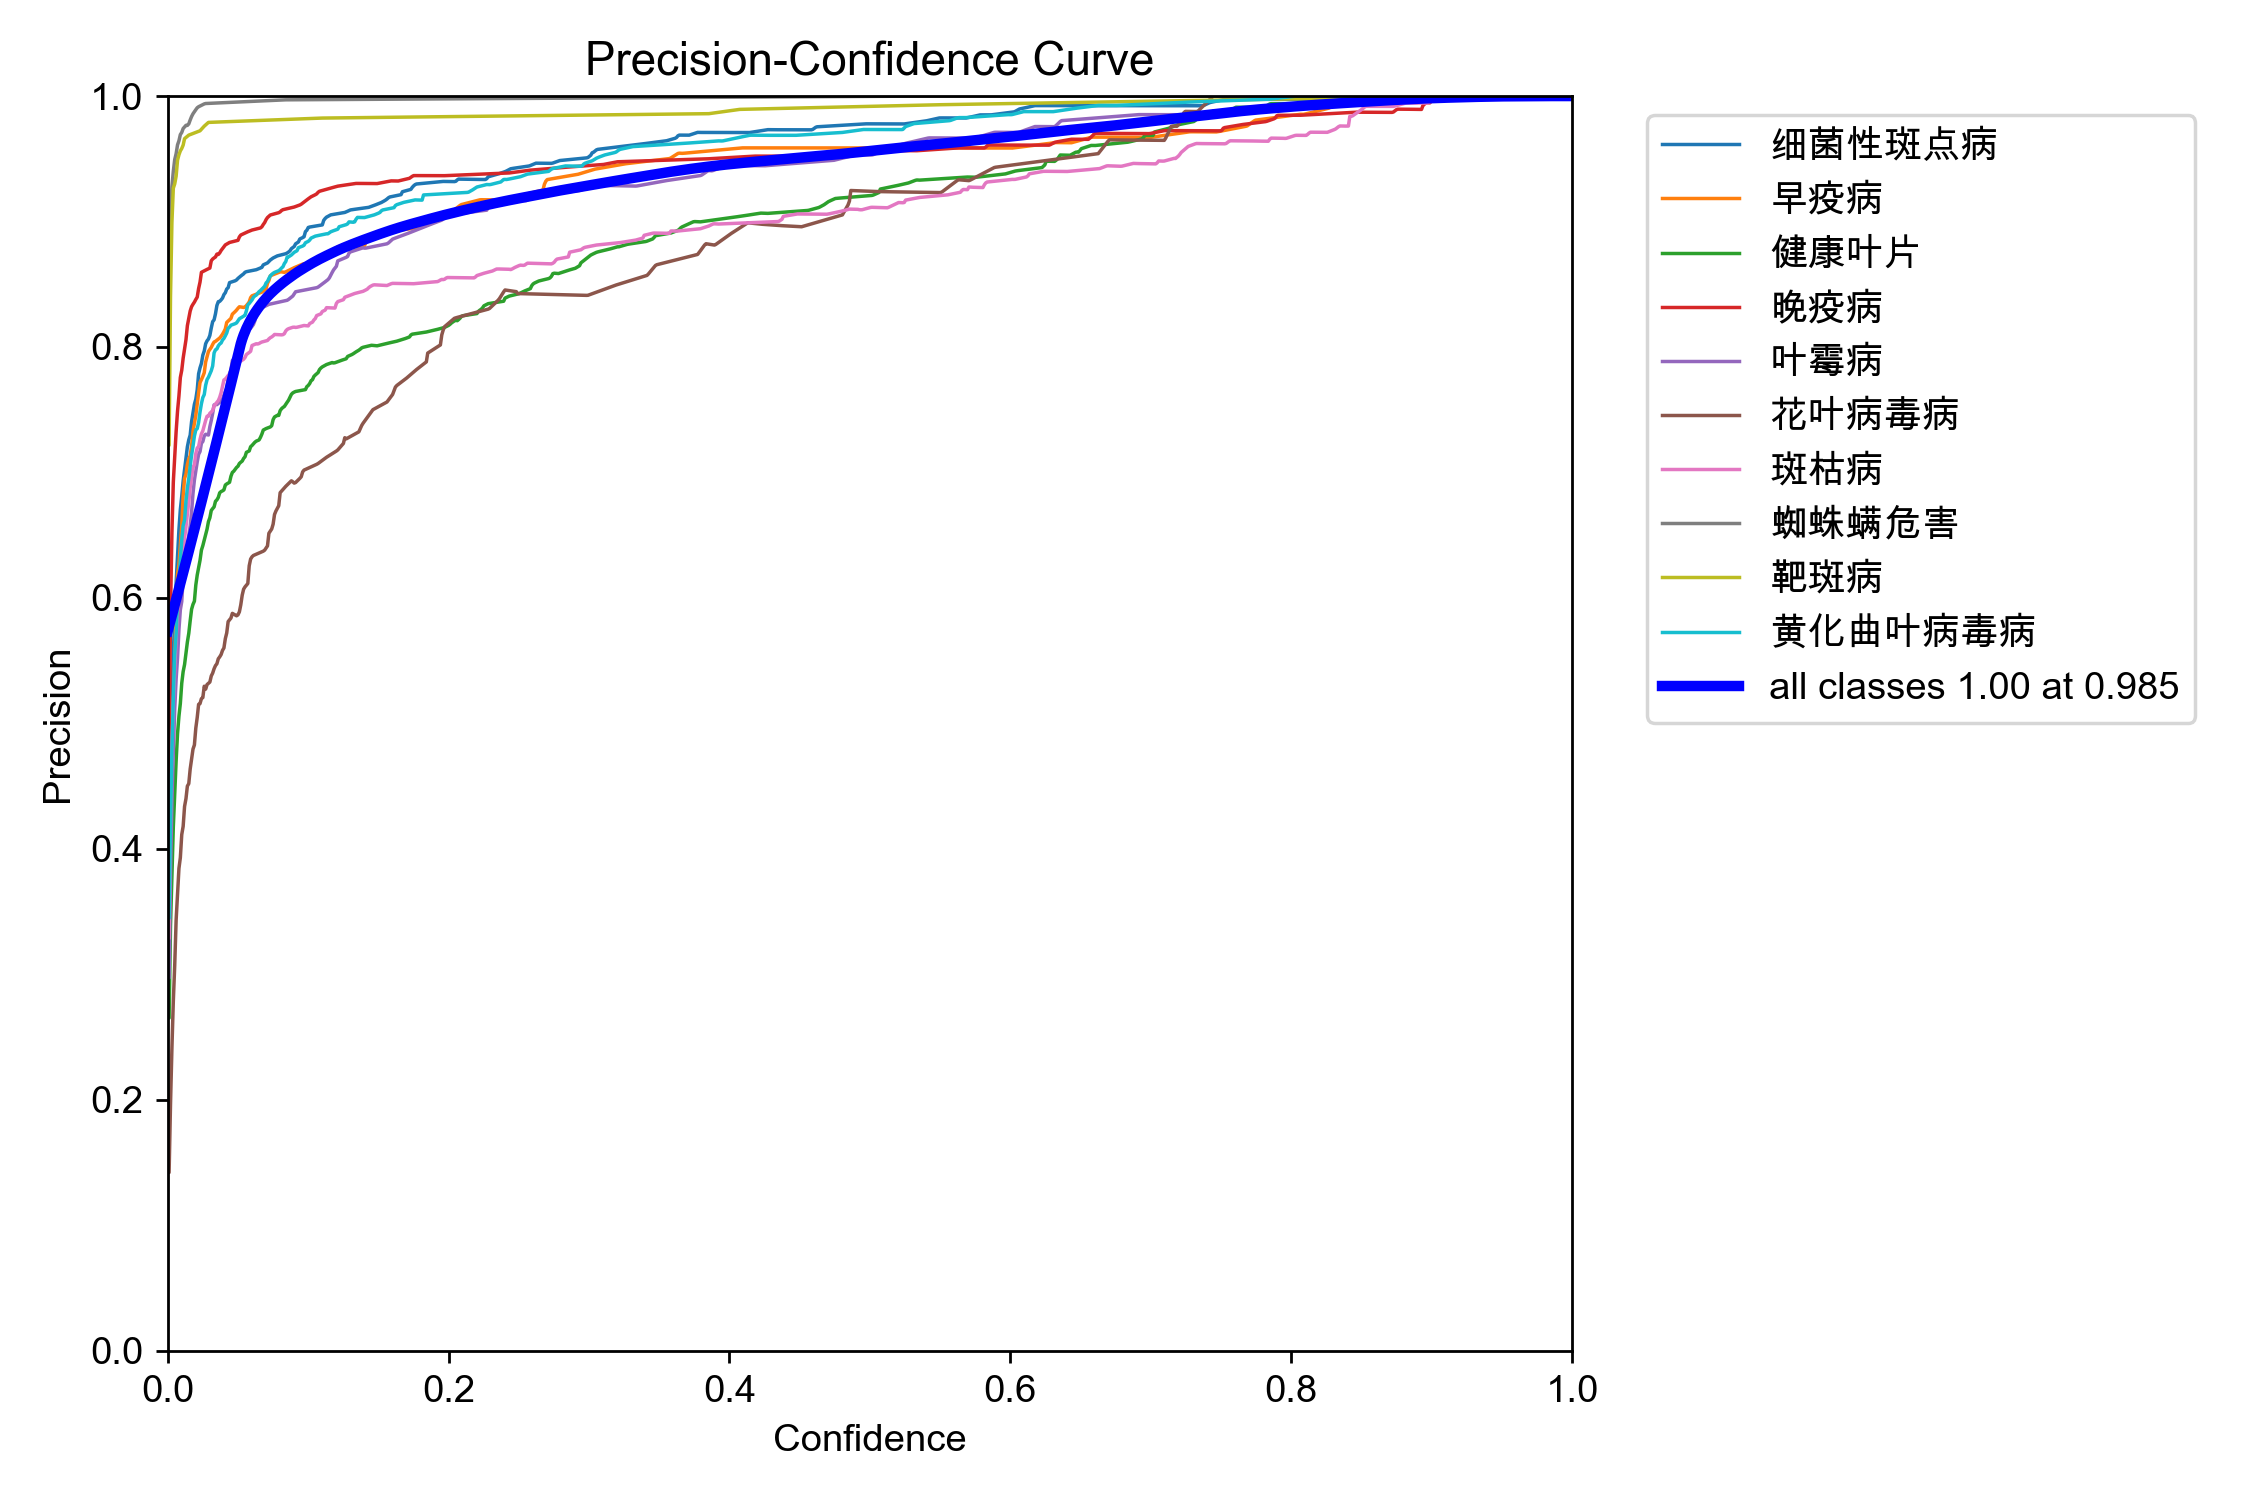 Precision-Confidence Curve
1.0
0.8
0.6
0.4
0.2
0.0
Precision
0.0 0.2 0.4 0.6 0.8 1.0
Confidence
细菌性斑点病
早疫病
健康叶片
晚疫病
叶霉病
花叶病毒病
斑枯病
蜘蛛螨危害
靶斑病
黄化曲叶病毒病
all classes 1.00 at 0.985